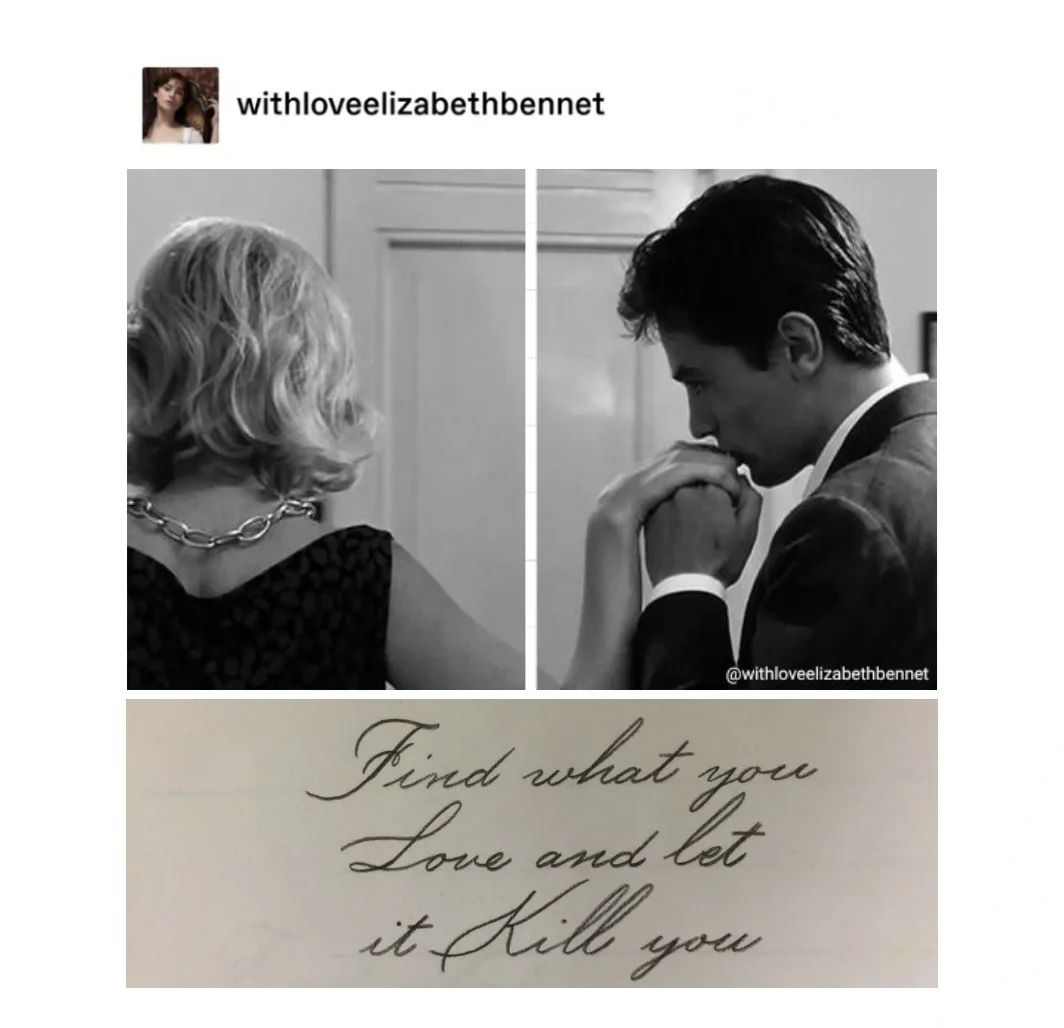 withloveelizabethbennet
@withloveelizabethbennet
Find what you
Love and let
it Kill you